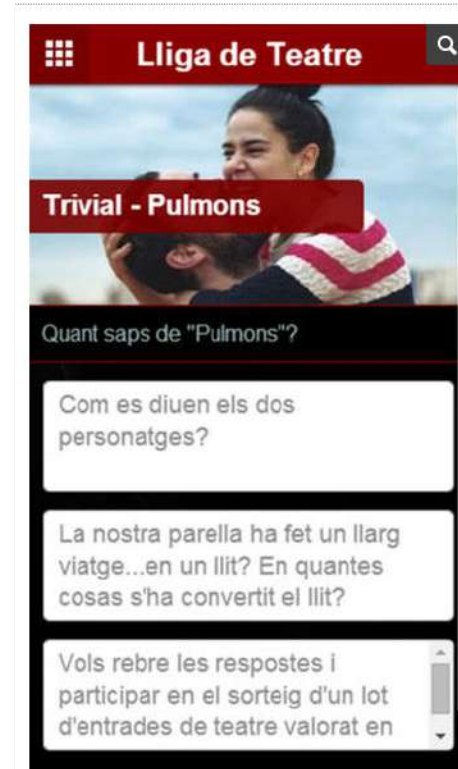 Lliga de Teatre
Trivial - Pulmons
Quant saps de "Pulmons"?
Com es diuen els dos
personatges?
La nostra parella ha fet un llarg
viatge...en un llit? En quantes
cosas s'ha convertit el llit?
Vols rebre les respostes i
participar en el sorteig d'un lot
d'entrades de teatre valorat en